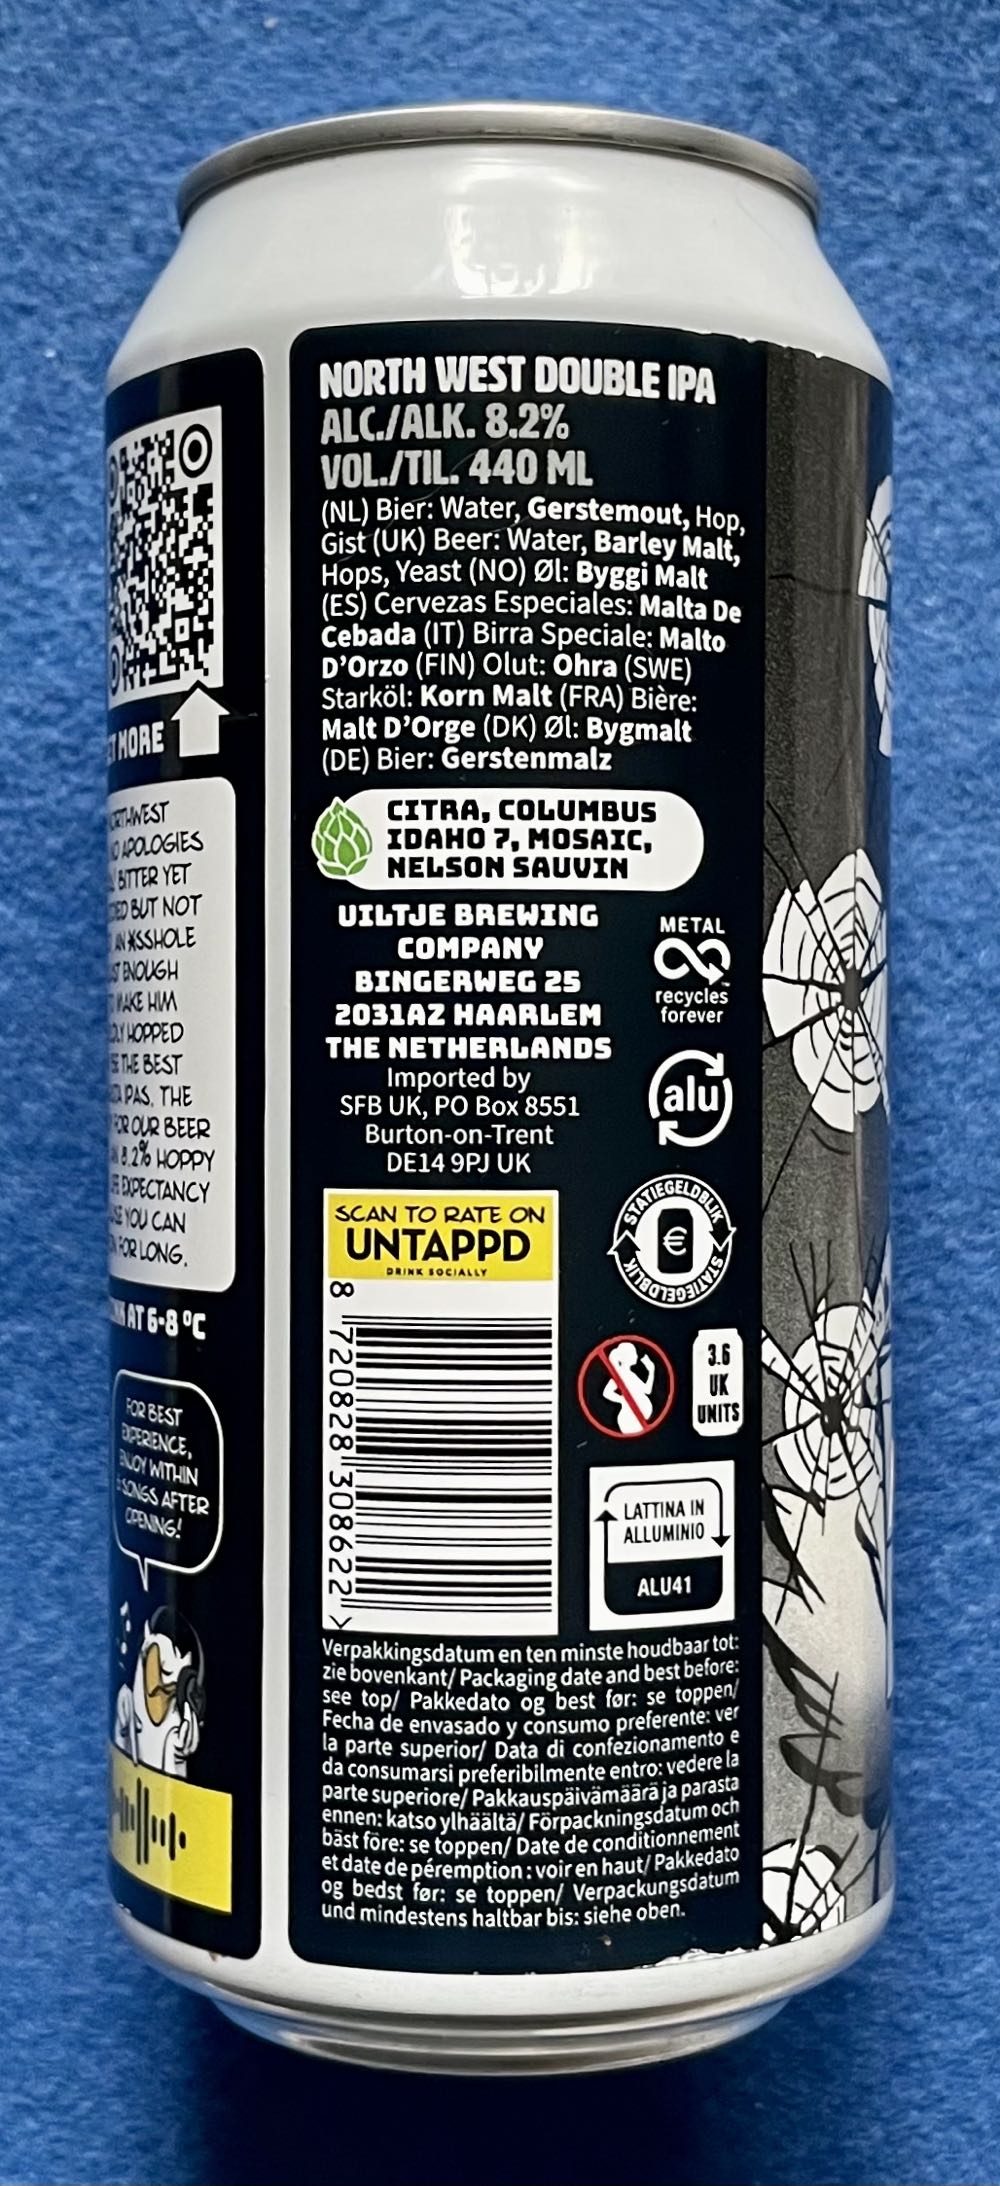 MORE
NO APOLOGIES
BITTER YET
BUT NOT
AN *SSHOLE
ENOUGH
MAKE HIM
HOPPED
THE BEST
IPAS. THE
FOR OUR BEER
8.2% HOPPY
EXPECTANCY
YOU CAN
FOR LONG.
AT 6-8 °C
FOR BEST
EXPERIENCE,
ENJOY WITHIN
SONGS AFTER
OPENING!
NORTH WEST DOUBLE IPA
ALC./ALK. 8.2%
VOL./TIL. 440 ML
(NL) Bier: Water, Gerstemout, Hop,
Gist (UK) Beer: Water, Barley Malt,
Hops, Yeast (NO) Øl: Byggi Malt
(ES) Cervezas Especiales: Malta De
Cebada (IT) Birra Speciale: Malto
D'Orzo (FIN) Olut: Ohra (SWE)
Starköl: Korn Malt (FRA) Bière:
Malt D'Orge (DK) Øl: Bygmalt
(DE) Bier: Gerstenmalz
CITRA, COLUMBUS
IDAHO 7, MOSAIC,
NELSON SAUVIN
UILTJE BREWING
COMPANY
BINGERWEG 25
2031AZ HAARLEM
THE NETHERLANDS
Imported by
SFB UK, PO Box 8551
Burton-on-Trent
DE14 9PJ UK
METAL
recycles
forever
alu
STATIEGELDBLIK
€
STATIEGELDBLIK
SCAN TO RATE ON
UNTAPPD
DRINK SOCIALLY
8 720828 308622 >
3.6
UK
UNITS
LATTINA IN
ALLUMINIO
ALU41
Verpakkingsdatum en ten minste houdbaar tot:
zie bovenkant/ Packaging date and best before:
see top/ Pakkedato og best før: se toppen/
Fecha de envasado y consumo preferente: ver
la parte superior/ Data di confezionamento e
da consumarsi preferibilmente entro: vedere la
parte superiore/ Pakkauspäivämäärä ja parasta
ennen: katso ylhäältä/ Förpackningsdatum och
bäst före: se toppen/ Date de conditionnement
et date de péremption : voir en haut/ Pakkedato
og bedst før: se toppen/ Verpackungsdatum
und mindestens haltbar bis: siehe oben.